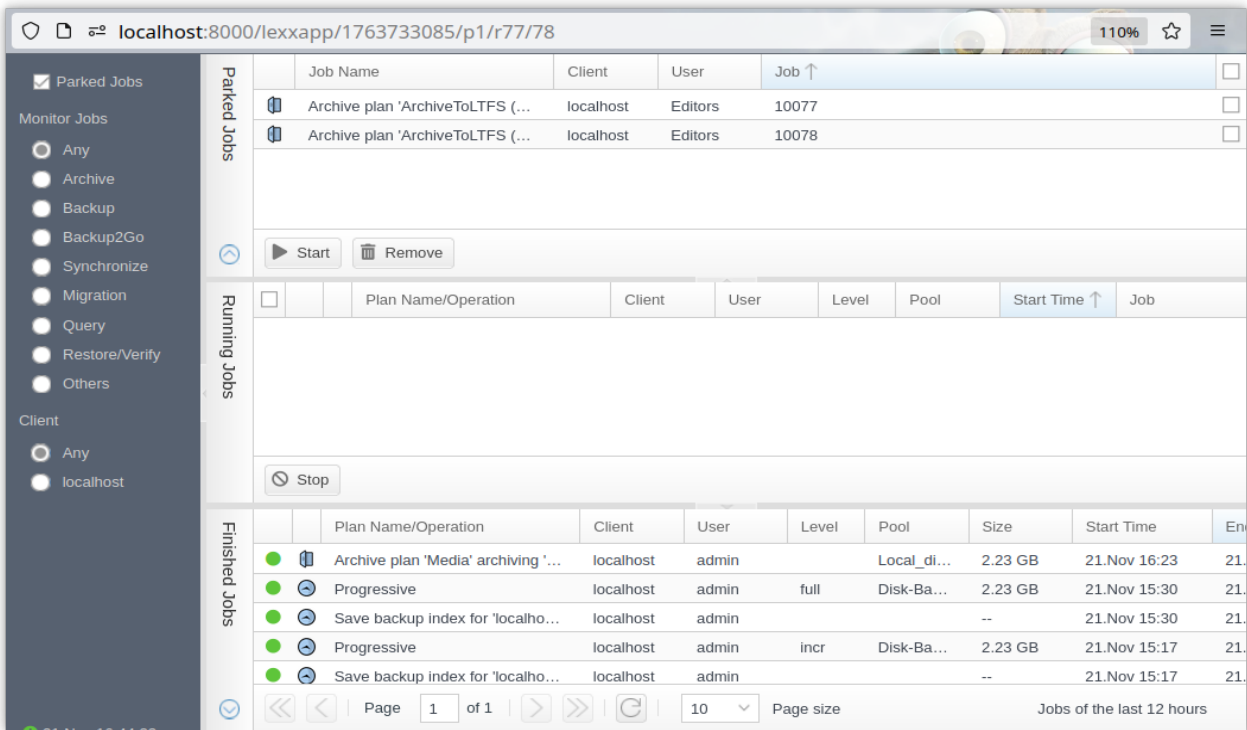 localhost:8000/lexxapp/1763733085/p1/r77/78 110%
Parked Jobs
Monitor Jobs
Any
Archive
Backup
Backup2Go
Synchronize
Migration
Query
Restore/Verify
Others
Client
Any
localhost
Parked Jobs
Job Name Client User Job
Archive plan 'ArchiveToLTFS (... localhost Editors 10077
Archive plan 'ArchiveToLTFS (... localhost Editors 10078
Start Remove
Running Jobs
Plan Name/Operation Client User Level Pool Start Time Job
Stop
Finished Jobs
Plan Name/Operation Client User Level Pool Size Start Time
Archive plan 'Media' archiving '... localhost admin Local_di... 2.23 GB 21.Nov 16:23 21.
Progressive localhost admin full Disk-Ba... 2.23 GB 21.Nov 15:30 21.
Save backup index for 'localho... localhost admin -- 21.Nov 15:30 21.
Progressive localhost admin incr Disk-Ba... 2.23 GB 21.Nov 15:17 21.
Save backup index for 'localho... localhost admin -- 21.Nov 15:17 21.
Page 1 of 1 10 Page size Jobs of the last 12 hours